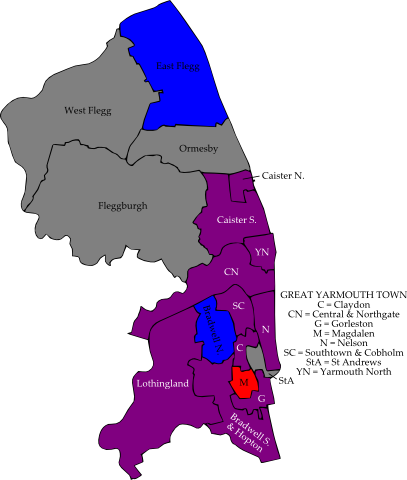 East Flegg
West Flegg
Ormesby
Caister N.
Fleggburgh
Caister S.
YN
CN
GREAT YARMOUTH TOWN
C = Claydon
CN = Central & Northgate
G = Gorleston
M = Magdalen
N = Nelson
SC = Southtown & Cobholm
StA = St Andrews
YN = Yarmouth North
SC
Bradwell N.
N
C
StA
Lothingland
M
G
Bradwell S.
& Hopton